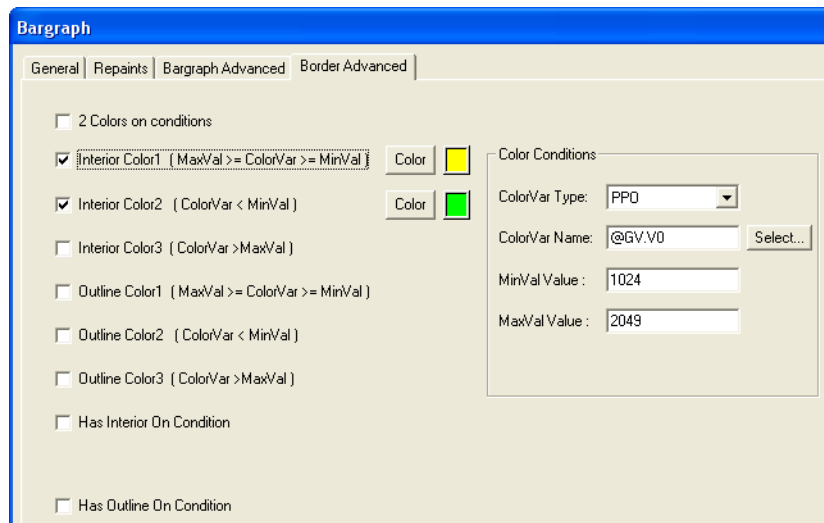 Bargraph
General
Repaints
Bargraph Advanced
Border Advanced
2 Colors on conditions
Interior Color1 ( MaxVal >= ColorVar >= MinVal )
Color
Interior Color2 ( ColorVar < MinVal )
Color
Interior Color3 ( ColorVar >MaxVal )
Outline Color1 ( MaxVal >= ColorVar >= MinVal )
Outline Color2 ( ColorVar < MinVal )
Outline Color3 ( ColorVar >MaxVal )
Has Interior On Condition
Has Outline On Condition
Color Conditions
ColorVar Type: PPO
ColorVar Name: @GV.V0 Select...
MinVal Value : 1024
MaxVal Value : 2049